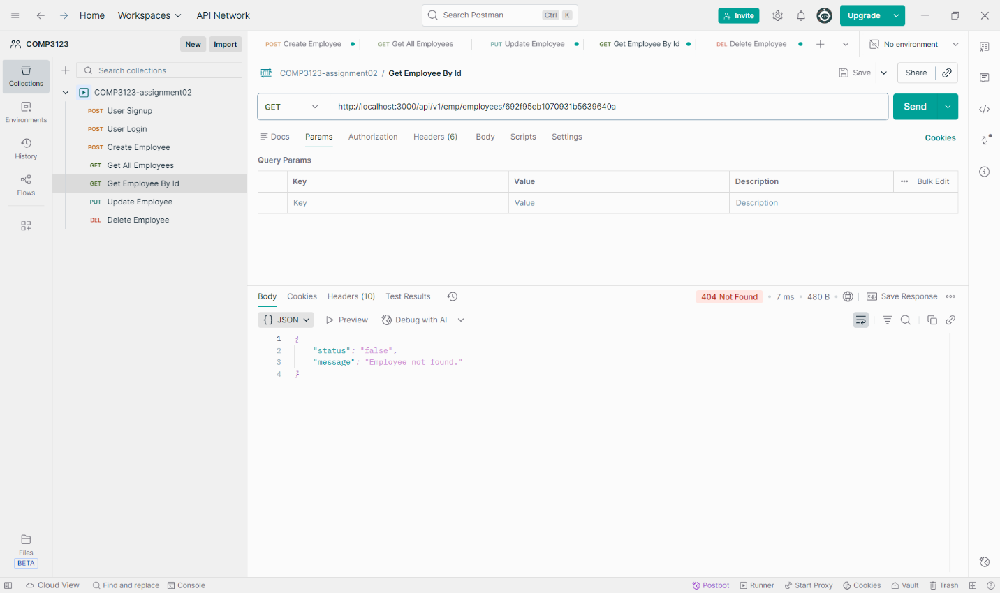 Home Workspaces API Network Search Postman Ctrl K Invite Upgrade
COMP3123 New Import
POST Create Employee GET Get All Employees PUT Update Employee GET Get Employee By Id DEL Delete Employee No environment
Collections
Environments
History
Flows
Files
BETA
Search collections
COMP3123-assignment02
POST User Signup
POST User Login
POST Create Employee
GET Get All Employees
GET Get Employee By Id
PUT Update Employee
DEL Delete Employee
HTTP COMP3123-assignment02 / Get Employee By Id Save Share
GET http://localhost:3000/api/v1/emp/employees/692f95eb1070931b5639640a Send
Docs Params Authorization Headers (6) Body Scripts Settings Cookies
Query Params
Key Value Description Bulk Edit
Key Value Description
Body Cookies Headers (10) Test Results 404 Not Found 7 ms 480 B e.g. Save Response
{} JSON Preview Debug with AI
1 {
2 "status": "false",
3 "message": "Employee not found."
4 }
Cloud View Find and replace Console Postbot Runner Start Proxy Cookies Vault Trash